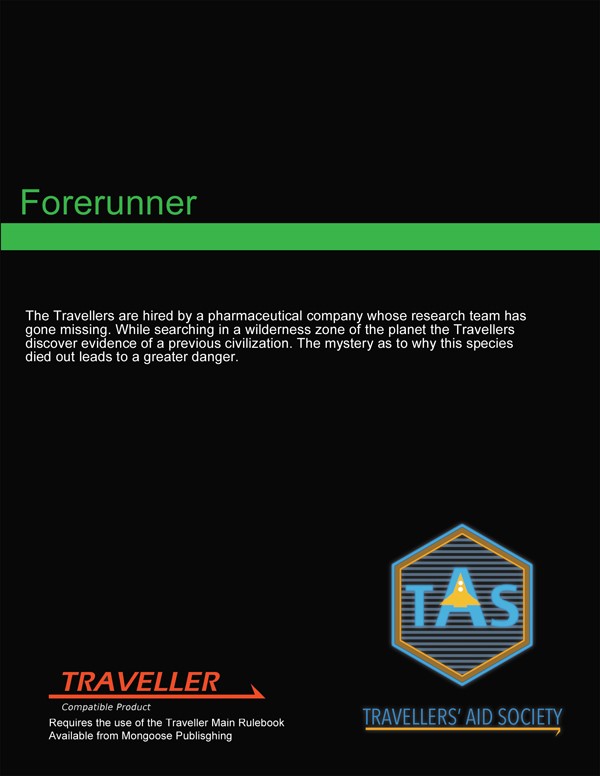 Forerunner
The Travellers are hired by a pharmaceutical company whose research team has
gone missing. While searching in a wilderness zone of the planet the Travellers
discover evidence of a previous civilization. The mystery as to why this species
died out leads to a greater danger.
TAS
TRAVELLERS' AID SOCIETY
TRAVELLER
Compatible Product
Requires the use of the Traveller Main Rulebook
Available from Mongoose Publisghing